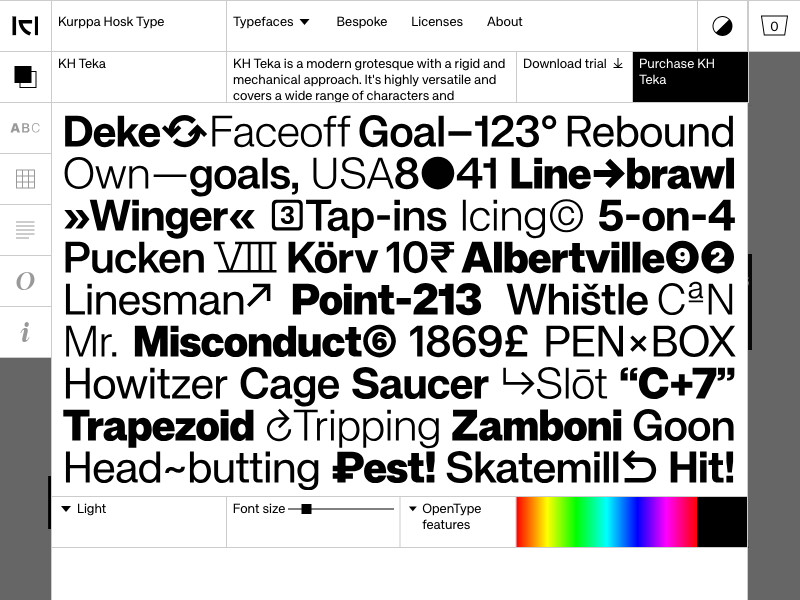 Kurppa Hosk Type
Typefaces
Bespoke
Licenses
About
0
KH Teka
KH Teka is a modern grotesque with a rigid and
mechanical approach. It's highly versatile and
covers a wide range of characters and
Download trial ↓
Purchase KH
Teka
ABC
O
i
Deke🗘Faceoff Goal–123° Rebound
Own—goals, USA8●41 Line→brawl
»Winger« 3⃣Tap-ins Icing© 5-on-4
Pucken Ⅷ Körv 10₹ Albertville❾❷
Linesman↗ Point-213 Whištle CªN
Mr. Misconduct⑥ 1869£ PEN×BOX
Howitzer Cage Saucer ↳Slōt “C+7”
Trapezoid ⥁Tripping Zamboni Goon
Head~butting ₽est! Skatemill⮌ Hit!
Light
Font size
OpenType
features